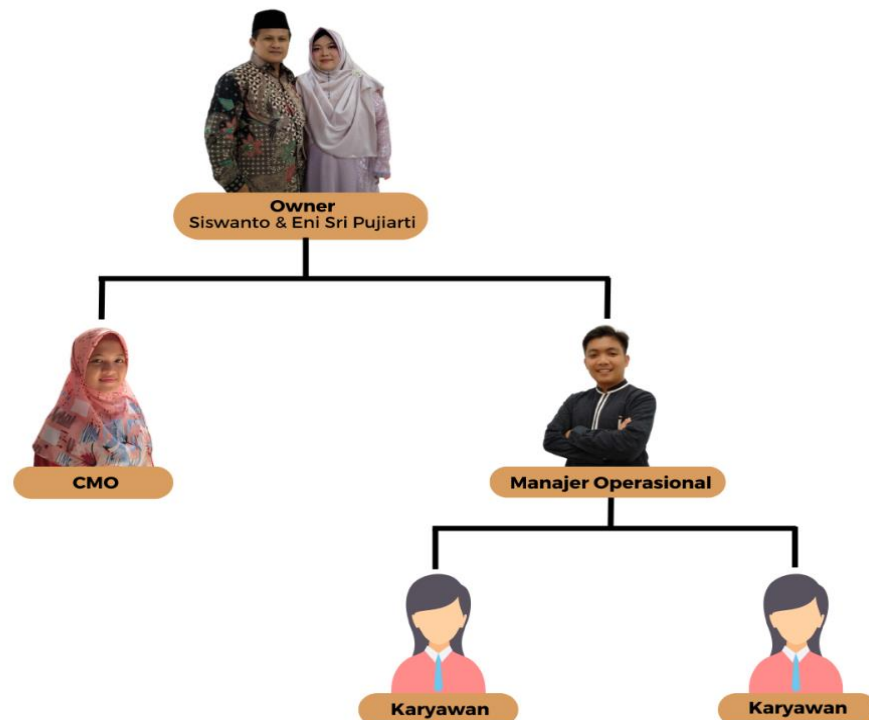 Owner
Siswanto & Eni Sri Pujiarti
CMO
Manajer Operasional
Karyawan
Karyawan